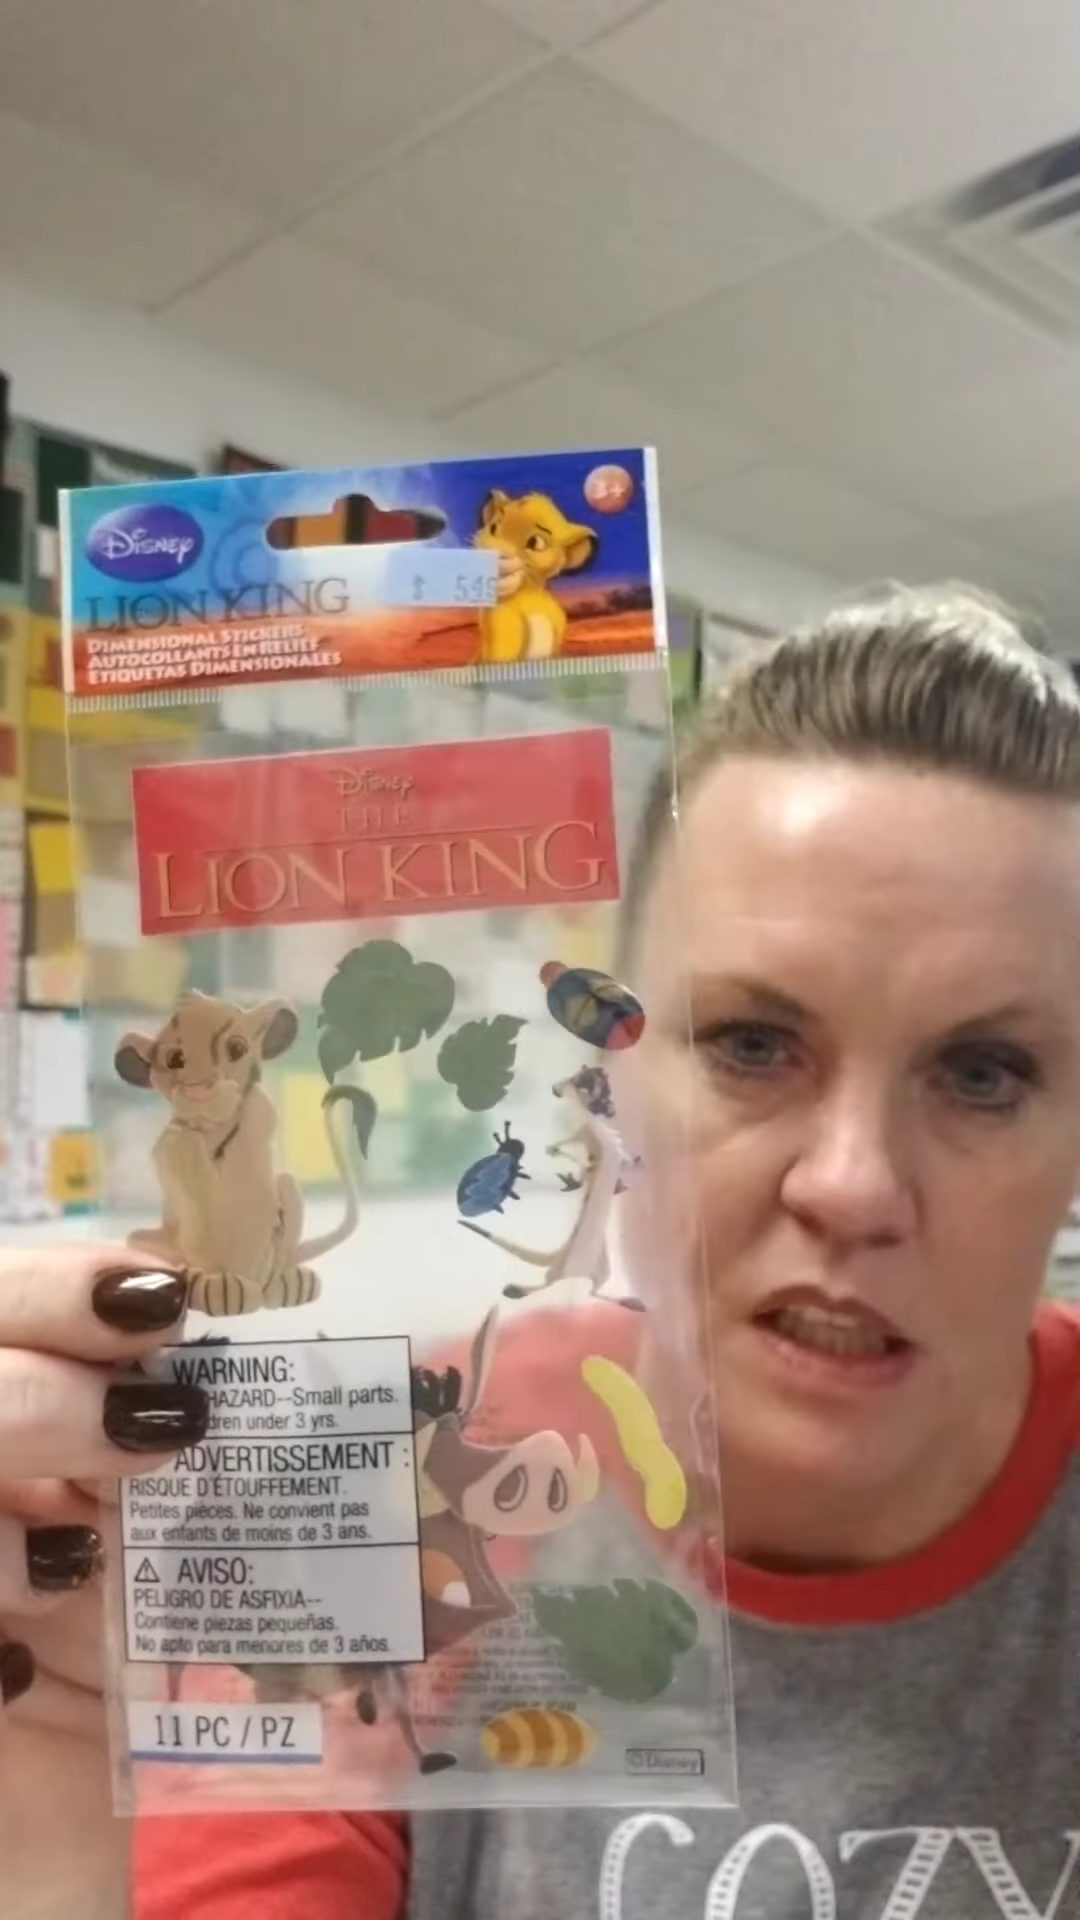 Disney
3+
LION KING
$ 5.49
DIMENSIONAL STICKERS
AUTOCOLLANTS EN RELIEF
ETIQUETAS DIMENSIONALES
Disney
THE
LION KING
WARNING:
HAZARD--Small parts.
dren under 3 yrs.
ADVERTISSEMENT :
RISQUE D'ÉTOUFFEMENT.
Petites pièces. Ne convient pas
aux enfants de moins de 3 ans.
AVISO:
PELIGRO DE ASFIXIA--
Contiene piezas pequeñas.
No apto para menores de 3 años.
11 PC / PZ
©Disney
COZY